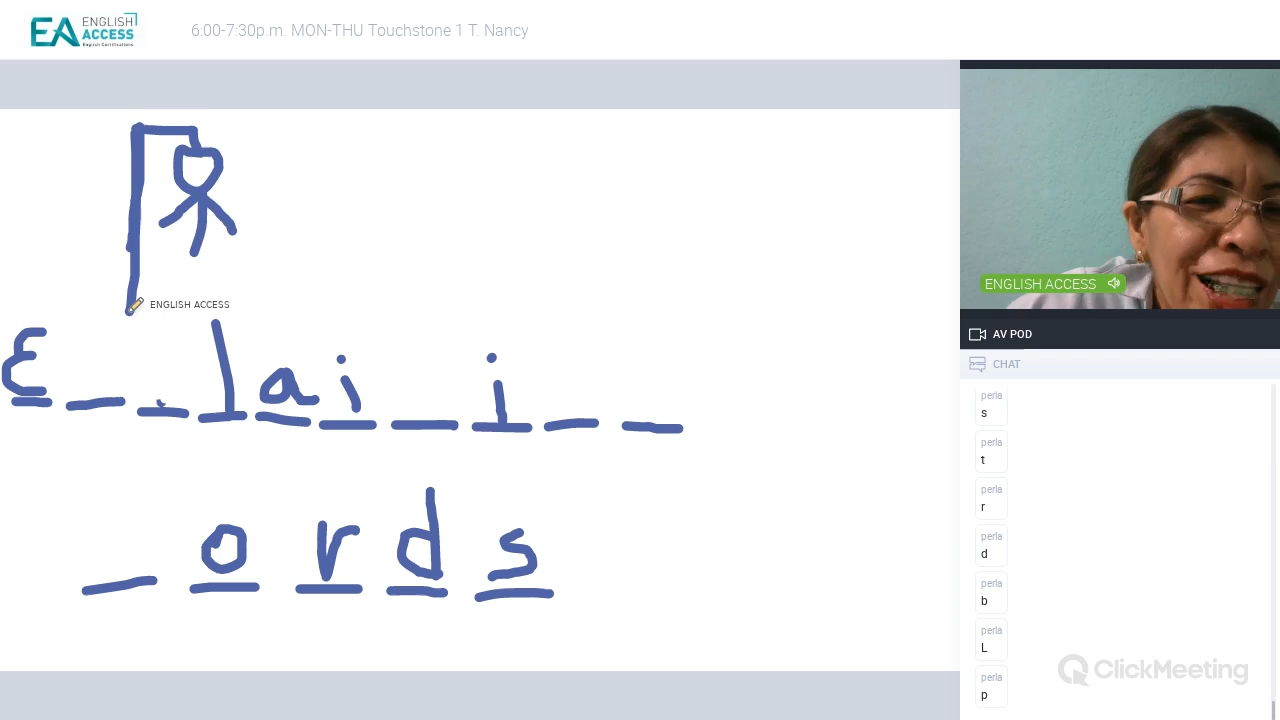 EA ENGLISH ACCESS
English Certifications
6:00-7:30p.m. MON-THU Touchstone 1 T. Nancy
ENGLISH ACCESS
E _ _ l a i _ i _ _
_ o r d s
ENGLISH ACCESS
AV POD
CHAT
perla
s
perla
t
perla
r
perla
d
perla
b
perla
L
perla
p
ClickMeeting